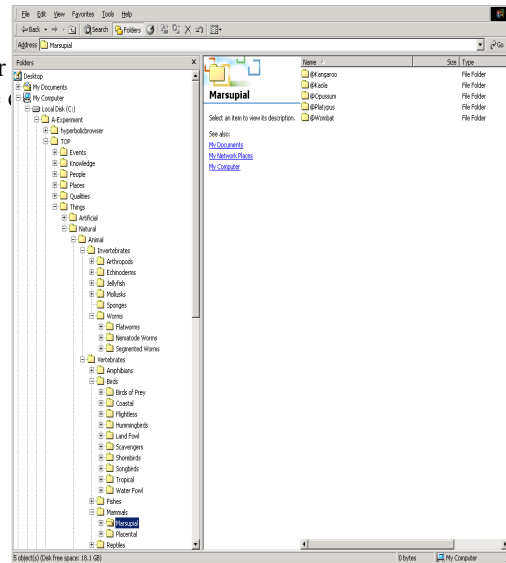 File Edit View Favorites Tools Help
Back Search Folders
Address Marsupial Go
Folders x
Desktop
My Documents
My Computer
Local Disk (C:)
A-Experiment
hyperbolicbrowser
TOP
Events
Knowledge
People
Places
Qualities
Things
Artificial
Natural
Animal
Invertebrates
Arthropods
Echinoderms
Jellyfish
Mollusks
Sponges
Worms
Flatworms
Nematode Worms
Segmented Worms
Vertebrates
Amphibians
Birds
Birds of Prey
Coastal
Flightless
Hummingbirds
Land Fowl
Scavengers
Shorebirds
Songbirds
Tropical
Water Fowl
Fishes
Mammals
Marsupial
Placental
Reptiles
Marsupial
Select an item to view its description.
See also:
My Documents
My Network Places
My Computer
Name Size Type
@Kangaroo File Folder
@Kaola File Folder
@Opussum File Folder
@Platypus File Folder
@Wombat File Folder
5 object(s) (Disk free space: 18.1 GB) 0 bytes My Computer